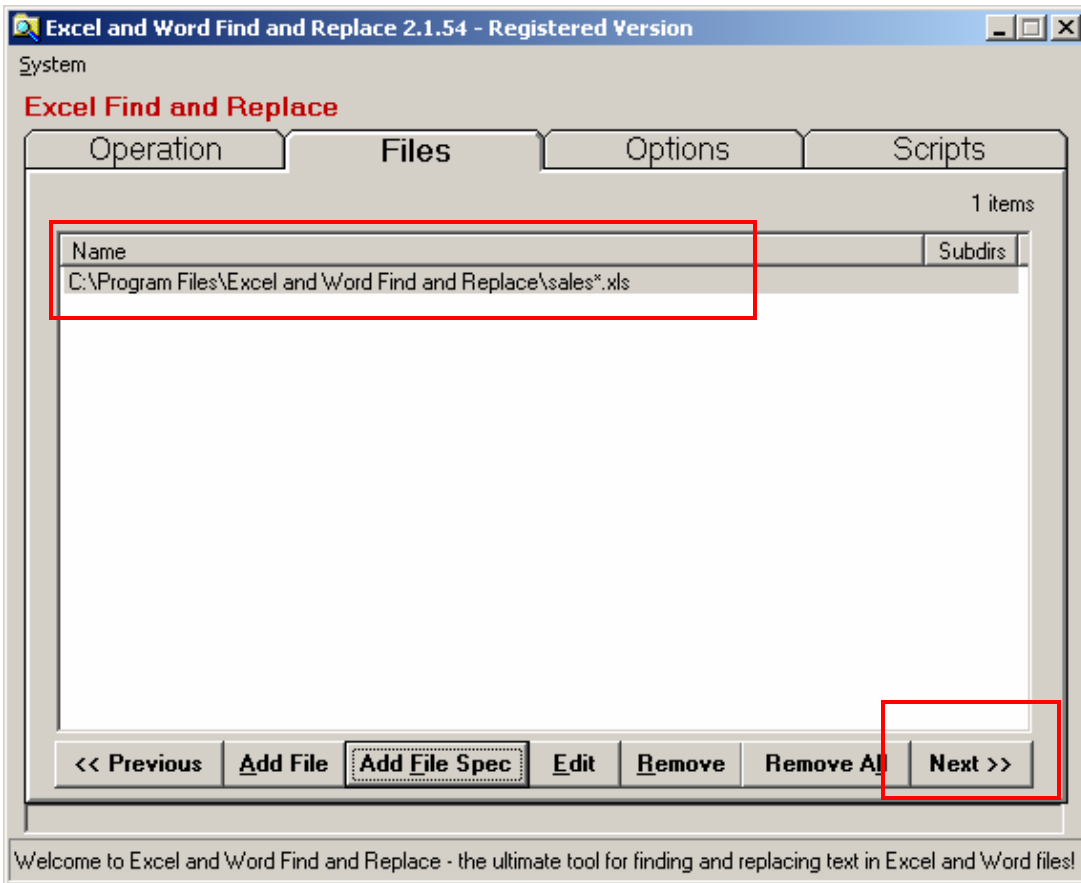 Excel and Word Find and Replace 2.1.54 - Registered Version
System
Excel Find and Replace
Operation Files Options Scripts
1 items
Name Subdirs
C:\Program Files\Excel and Word Find and Replace\sales*.xls
<< Previous Add File Add File Spec Edit Remove Remove All Next >>
Welcome to Excel and Word Find and Replace - the ultimate tool for finding and replacing text in Excel and Word files!